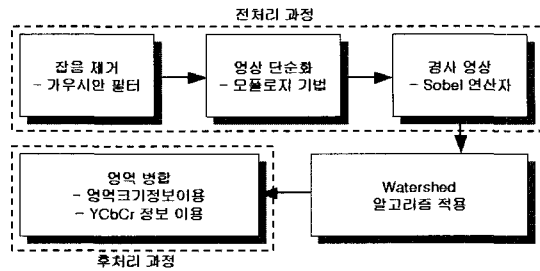 전처리 과정
잡음 제거
- 가우시안 필터
영상 단순화
- 모폴로지 기법
경사 영상
- Sobel 연산자
영역 병합
- 영역크기정보이용
- YCbCr 정보 이용
Watershed
알고리즘 적용
후처리 과정